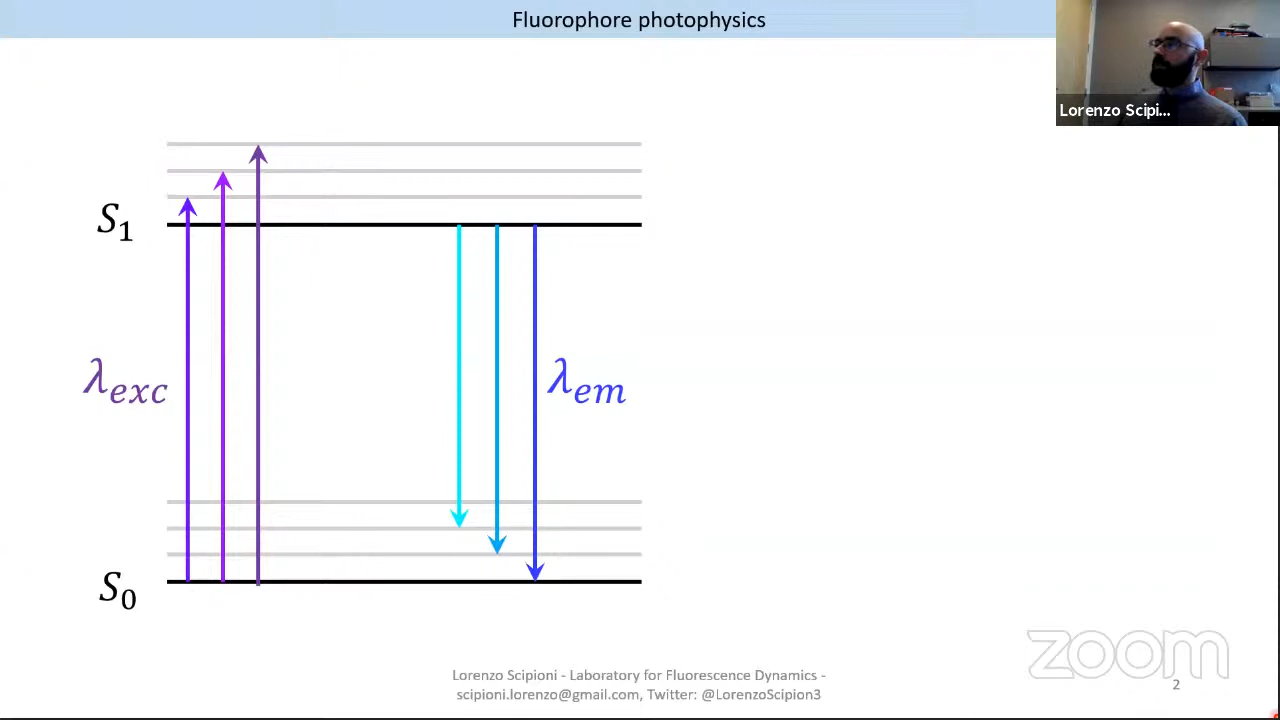 Fluorophore photophysics
Lorenzo Scipi...
S₁
λₑₓ꜀
λₑₘ
S₀
Lorenzo Scipioni - Laboratory for Fluorescence Dynamics -
scipioni.lorenzo@gmail.com, Twitter: @LorenzoScipion3
zoom
2